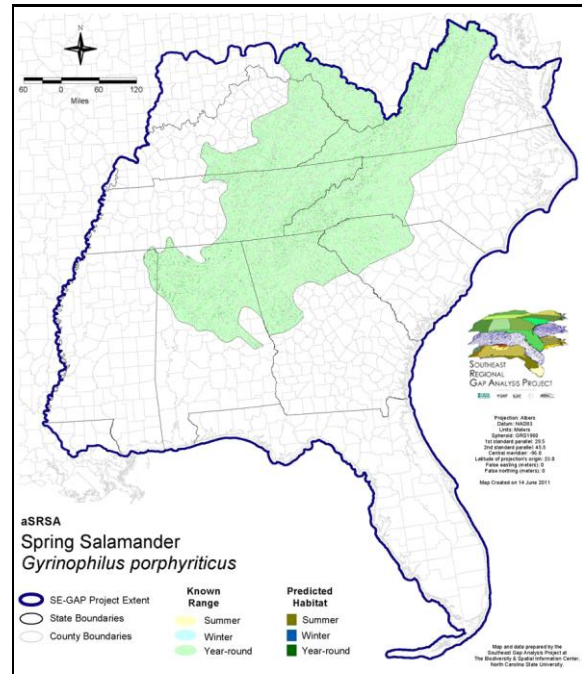 N
60 0 60 120
Miles
SOUTHEAST
REGIONAL
GAP ANALYSIS PROJECT
Projection: Albers
Datum: NAD83
Units: Meters
Spheroid: GRS1980
1st standard parallel: 29.5
2nd standard parallel: 45.5
Central meridian: -96.0
Latitude of projection's origin: 23.0
False easting (meters): 0
False northing (meters): 0
Map Created on 14 June 2011
aSRSA
Spring Salamander
Gyrinophilus porphyriticus
SE-GAP Project Extent
State Boundaries
County Boundaries
Known
Range
Summer
Winter
Year-round
Predicted
Habitat
Summer
Winter
Year-round
Map and data prepared by the
Southeast Gap Analysis Project at
The Biodiversity & Spatial Information Center,
North Carolina State University.